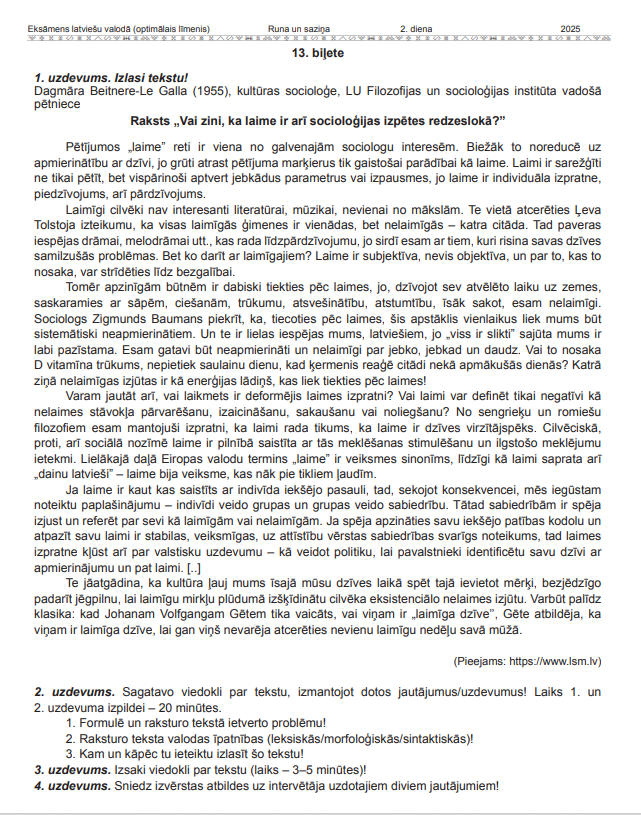 Eksāmens latviešu valodā (optimālais līmenis) Runa un saziņa 2. diena 2025
13. biļete
1. uzdevums. Izlasi tekstu!
Dagmāra Beitnere-Le Galla (1955), kultūras socioloģe, LU Filozofijas un socioloģijas institūta vadošā
pētniece
Raksts „Vai zini, ka laime ir arī socioloģijas izpētes redzeslokā?”
Pētījumos „laime” reti ir viena no galvenajām sociologu interesēm. Biežāk to noreducē uz
apmierinātību ar dzīvi, jo grūti atrast pētījuma marķierus tik gaistošai parādībai kā laime. Laimi ir sarežģīti
ne tikai pētīt, bet vispārinoši aptvert jebkādus parametrus vai izpausmes, jo laime ir individuāla izpratne,
piedzīvojums, arī pārdzīvojums.
Laimīgi cilvēki nav interesanti literatūrai, mūzikai, nevienai no mākslām. Te vietā atcerēties Ļeva
Tolstoja izteikumu, ka visas laimīgās ģimenes ir vienādas, bet nelaimīgās – katra citāda. Tad paveras
iespējas drāmai, melodrāmai utt., kas rada līdzpārdzīvojumu, jo sirdī esam ar tiem, kuri risina savas dzīves
samilzušās problēmas. Bet ko darīt ar laimīgajiem? Laime ir subjektīva, nevis objektīva, un par to, kas to
nosaka, var strīdēties līdz bezgalībai.
Tomēr apzinīgām būtnēm ir dabiski tiekties pēc laimes, jo, dzīvojot sev atvēlēto laiku uz zemes,
saskaramies ar sāpēm, ciešanām, trūkumu, atsvešinātību, atstumtību, īsāk sakot, esam nelaimīgi.
Sociologs Zigmunds Baumans piekrīt, ka, tiecoties pēc laimes, šis apstāklis vienlaikus liek mums būt
sistemātiski neapmierinātiem. Un te ir lielas iespējas mums, latviešiem, jo „viss ir slikti” sajūta mums ir
labi pazīstama. Esam gatavi būt neapmierināti un nelaimīgi par jebko, jebkad un daudz. Vai to nosaka
D vitamīna trūkums, nepietiek saulainu dienu, kad ķermenis reaģē citādi nekā apmākušās dienās? Katrā
ziņā nelaimīgas izjūtas ir kā enerģijas lādiņš, kas liek tiekties pēc laimes!
Varam jautāt arī, vai laikmets ir deformējis laimes izpratni? Vai laimi var definēt tikai negatīvi kā
nelaimes stāvokļa pārvarēšanu, izaicināšanu, sakaušanu vai noliegšanu? No sengrieķu un romiešu
filozofiem esam mantojuši izpratni, ka laimi rada tikums, ka laime ir dzīves virzītājspēks. Cilvēciskā,
proti, arī sociālā nozīmē laime ir pilnībā saistīta ar tās meklēšanas stimulēšanu un ilgstošo meklējumu
ietekmi. Lielākajā daļā Eiropas valodu termins „laime” ir veiksmes sinonīms, līdzīgi kā laimi saprata arī
„dainu latvieši” – laime bija veiksme, kas nāk pie tikliem ļaudīm.
Ja laime ir kaut kas saistīts ar indivīda iekšējo pasauli, tad, sekojot konsekvencei, mēs iegūstam
noteiktu paplašinājumu – indivīdi veido grupas un grupas veido sabiedrību. Tātad sabiedrībām ir spēja
izjust un referēt par sevi kā laimīgām vai nelaimīgām. Ja spēja apzināties savu iekšējo patības kodolu un
atpazīt savu laimi ir stabilas, veiksmīgas, uz attīstību vērstas sabiedrības svarīgs noteikums, tad laimes
izpratne kļūst arī par valstisku uzdevumu – kā veidot politiku, lai pavalstnieki identificētu savu dzīvi ar
apmierinājumu un pat laimi. [..]
Te jāatgādina, ka kultūra ļauj mums īsajā mūsu dzīves laikā spēt tajā ievietot mērķi, bezjēdzīgo
padarīt jēgpilnu, lai laimīgu mirkļu plūdumā izšķīdinātu cilvēka eksistenciālo nelaimes izjūtu. Varbūt palīdz
klasika: kad Johanam Volfgangam Gētem tika vaicāts, vai viņam ir „laimīga dzīve”, Gēte atbildēja, ka
viņam ir laimīga dzīve, lai gan viņš nevarēja atcerēties nevienu laimīgu nedēļu savā mūžā.
(Pieejams: https://www.lsm.lv)
2. uzdevums. Sagatavo viedokli par tekstu, izmantojot dotos jautājumus/uzdevumus! Laiks 1. un
2. uzdevuma izpildei – 20 minūtes.
1. Formulē un raksturo tekstā ietverto problēmu!
2. Raksturo teksta valodas īpatnības (leksiskās/morfoloģiskās/sintaktiskās)!
3. Kam un kāpēc tu ieteiktu izlasīt šo tekstu!
3. uzdevums. Izsaki viedokli par tekstu (laiks – 3–5 minūtes)!
4. uzdevums. Sniedz izvērstas atbildes uz intervētāja uzdotajiem diviem jautājumiem!